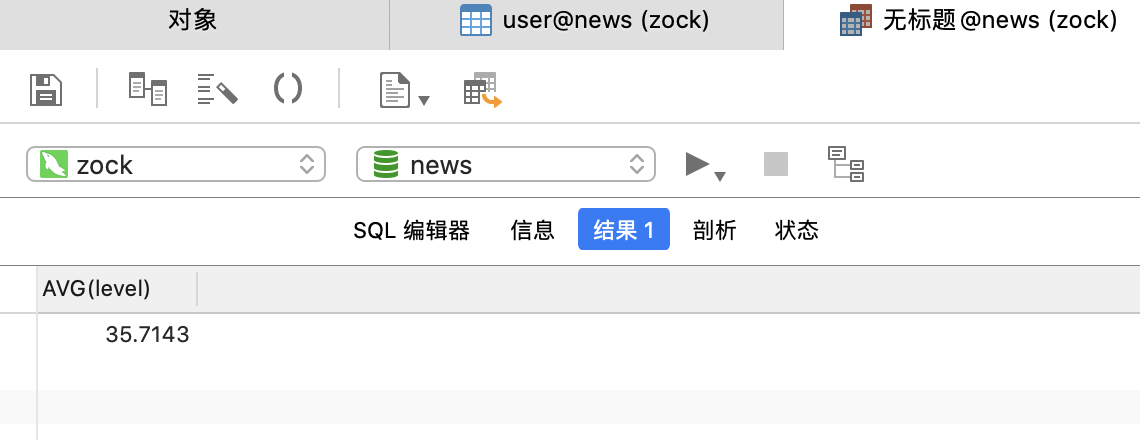 对象
user@news (zock)
无标题@news (zock)
zock
news
SQL 编辑器
信息
结果 1
剖析
状态
AVG(level)
35.7143